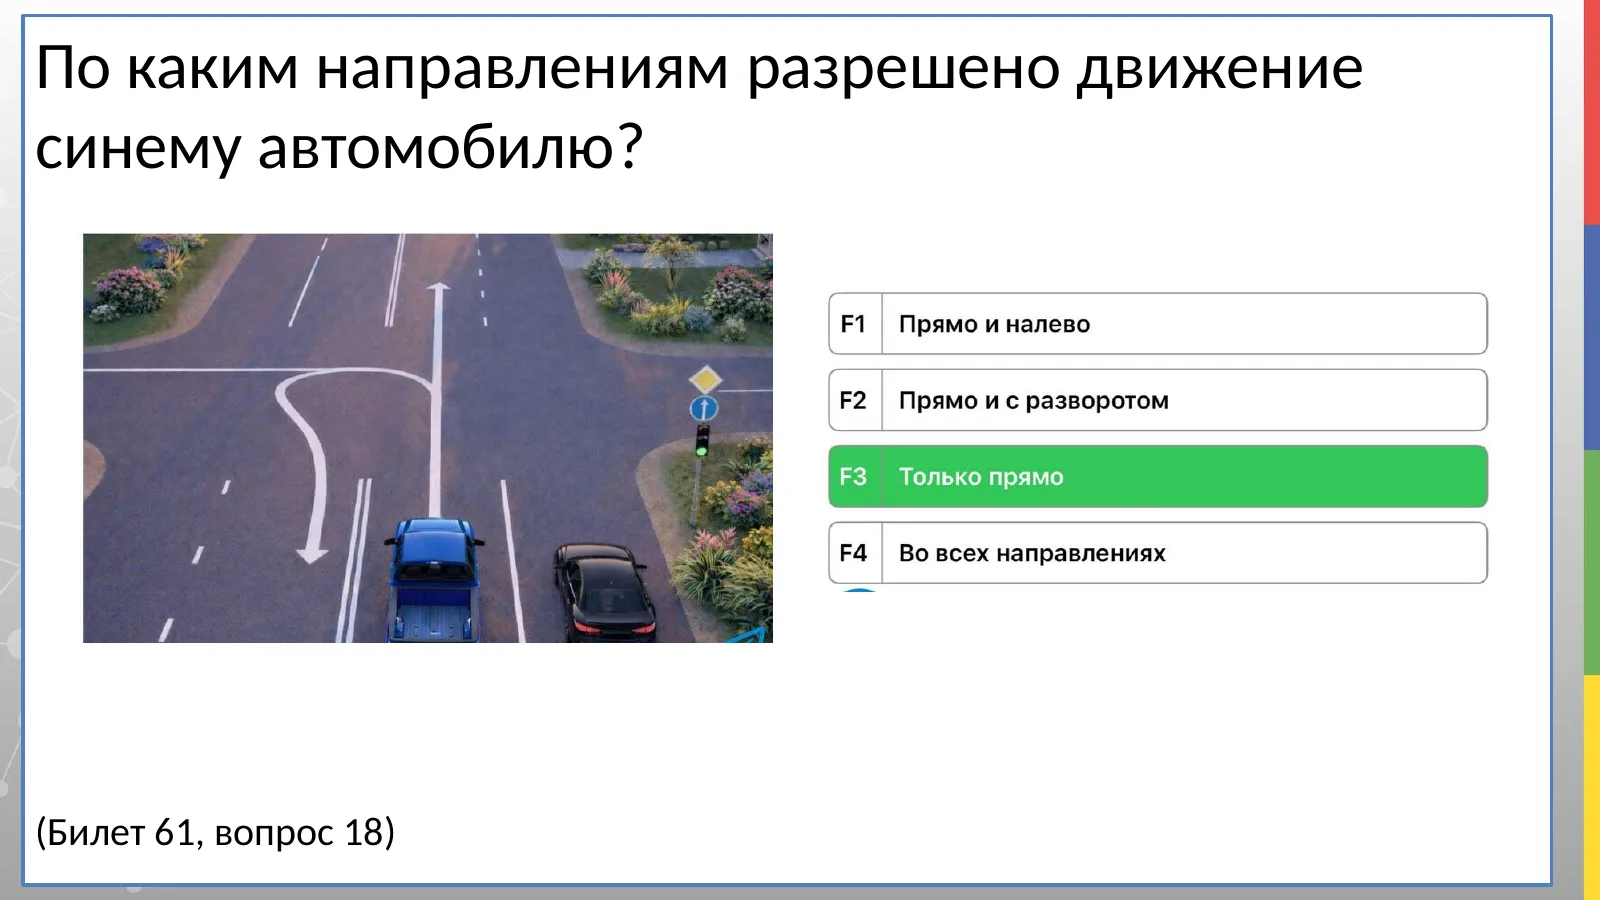 По каким направлениям разрешено движение
синему автомобилю?
F1 Прямо и налево
F2 Прямо и с разворотом
F3 Только прямо
F4 Во всех направлениях
(Билет 61, вопрос 18)